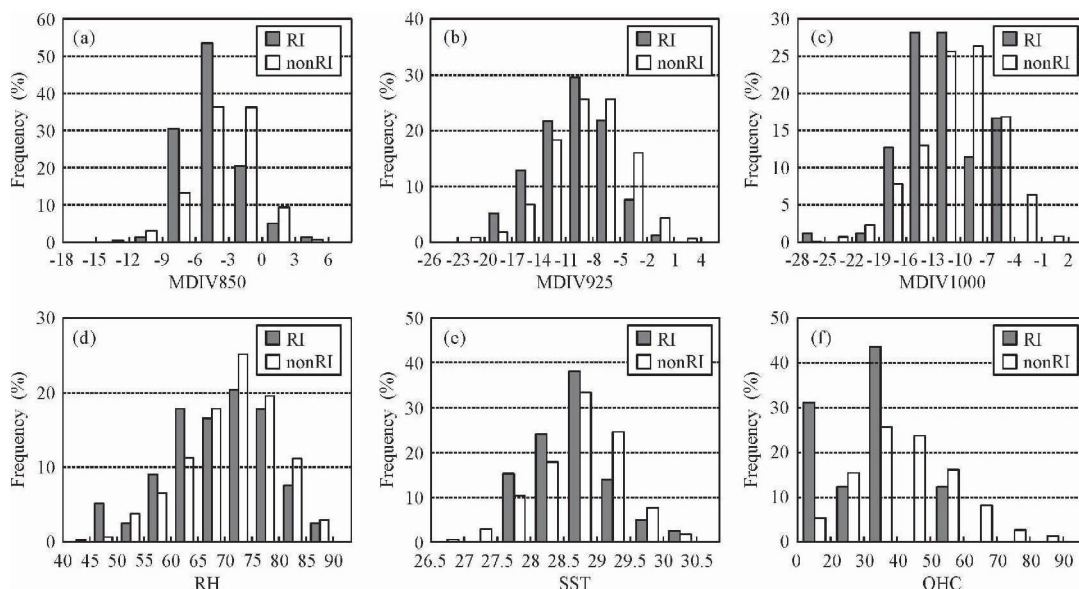 (a)
RI
nonRI
Frequency (%)
60
50
40
30
20
10
0
-18 -15 -12 -9 -6 -3 0 3 6
MDIV850
(b)
RI
nonRI
Frequency (%)
40
30
20
10
0
-26 -23 -20 -17 -14 -11 -8 -5 -2 1 4
MDIV925
(c)
RI
nonRI
Frequency (%)
30
25
20
15
10
5
0
-28 -25 -22 -19 -16 -13 -10 -7 -4 -1 2
MDIV1000
(d)
RI
nonRI
Frequency (%)
30
20
10
0
40 45 50 55 60 65 70 75 80 85 90
RH
(e)
RI
nonRI
Frequency (%)
50
40
30
20
10
0
26.5 27 27.5 28 28.5 29 29.5 30 30.5
SST
(f)
RI
nonRI
Frequency (%)
50
40
30
20
10
0
0 10 20 30 40 50 60 70 80 90
OHC